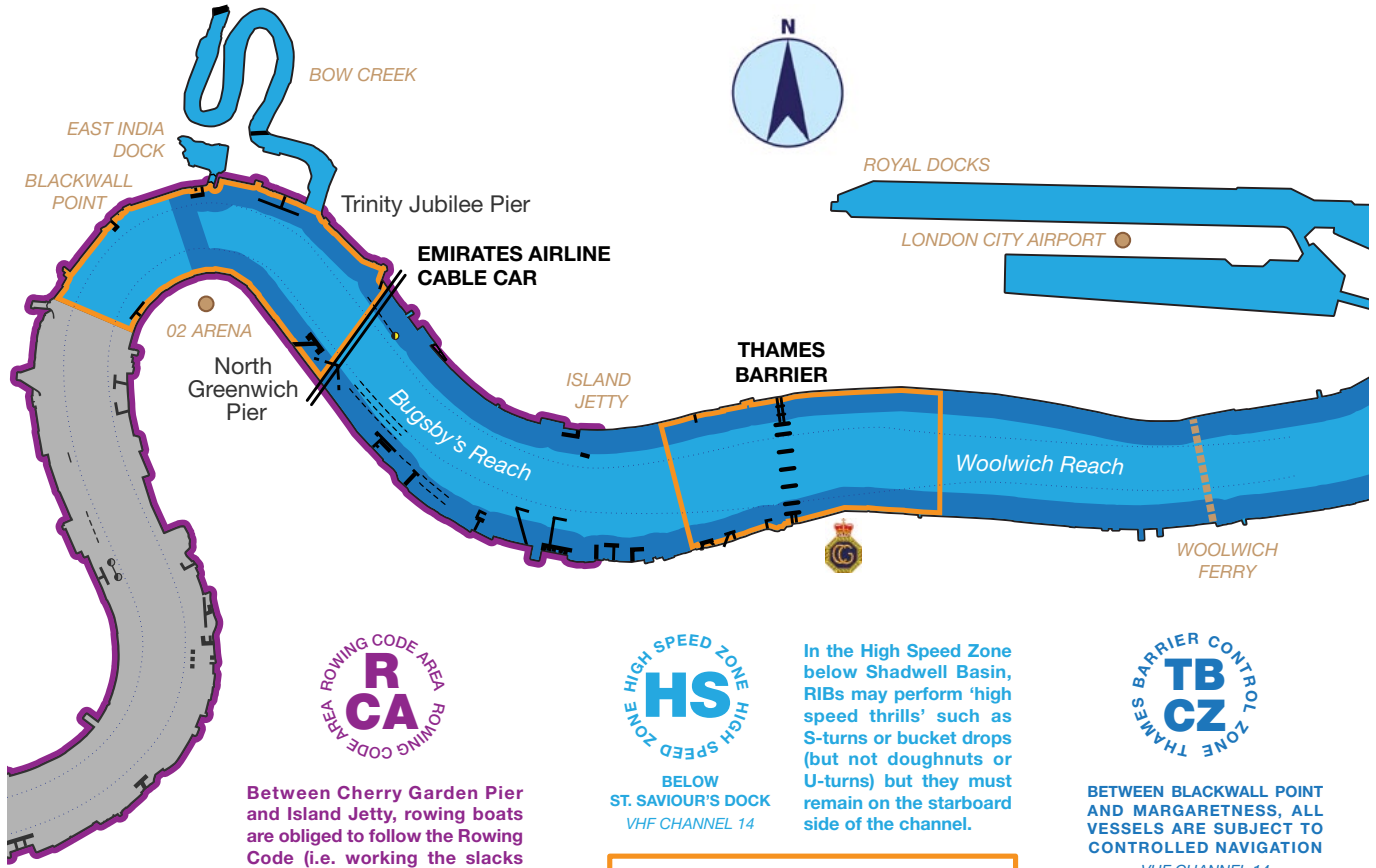 N
BOW CREEK
EAST INDIA
DOCK
BLACKWALL
POINT
ROYAL DOCKS
Trinity Jubilee Pier
LONDON CITY AIRPORT
EMIRATES AIRLINE
CABLE CAR
02 ARENA
North
Greenwich
Pier
THAMES
BARRIER
ISLAND
JETTY
Bugsby's Reach
Woolwich Reach
CG
WOOLWICH
FERRY
ROWING CODE AREA ROWING CODE AREA
R
CA
Between Cherry Garden Pier
and Island Jetty, rowing boats
are obliged to follow the Rowing
Code (i.e. working the slacks
HIGH SPEED ZONE HIGH SPEED ZONE
HS
BELOW
ST. SAVIOUR'S DOCK
VHF CHANNEL 14
In the High Speed Zone
below Shadwell Basin,
RIBs may perform ‘high
speed thrills’ such as
S-turns or bucket drops
(but not doughnuts or
U-turns) but they must
remain on the starboard
side of the channel.
THAMES BARRIER CONTROL ZONE
TB
CZ
BETWEEN BLACKWALL POINT
AND MARGARETNESS, ALL
VESSELS ARE SUBJECT TO
CONTROLLED NAVIGATION
VHF CHANNEL 14